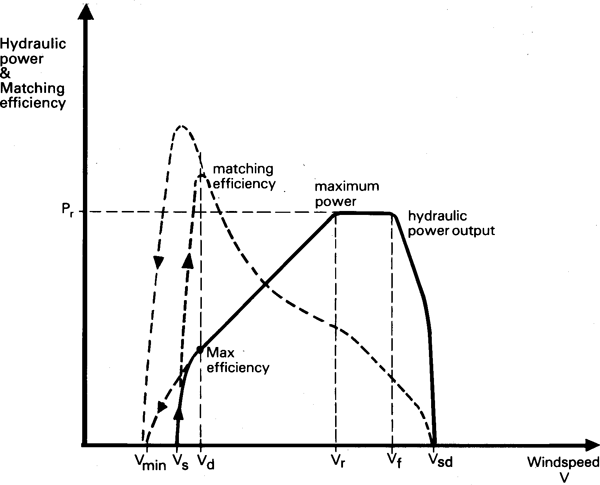 Hydraulic
power
&
Matching
efficiency
matching
efficiency
maximum
power
Pr
hydraulic
power output
Max
efficiency
Vmin
Vs
Vd
Vr
Vf
Vsd
Windspeed
V